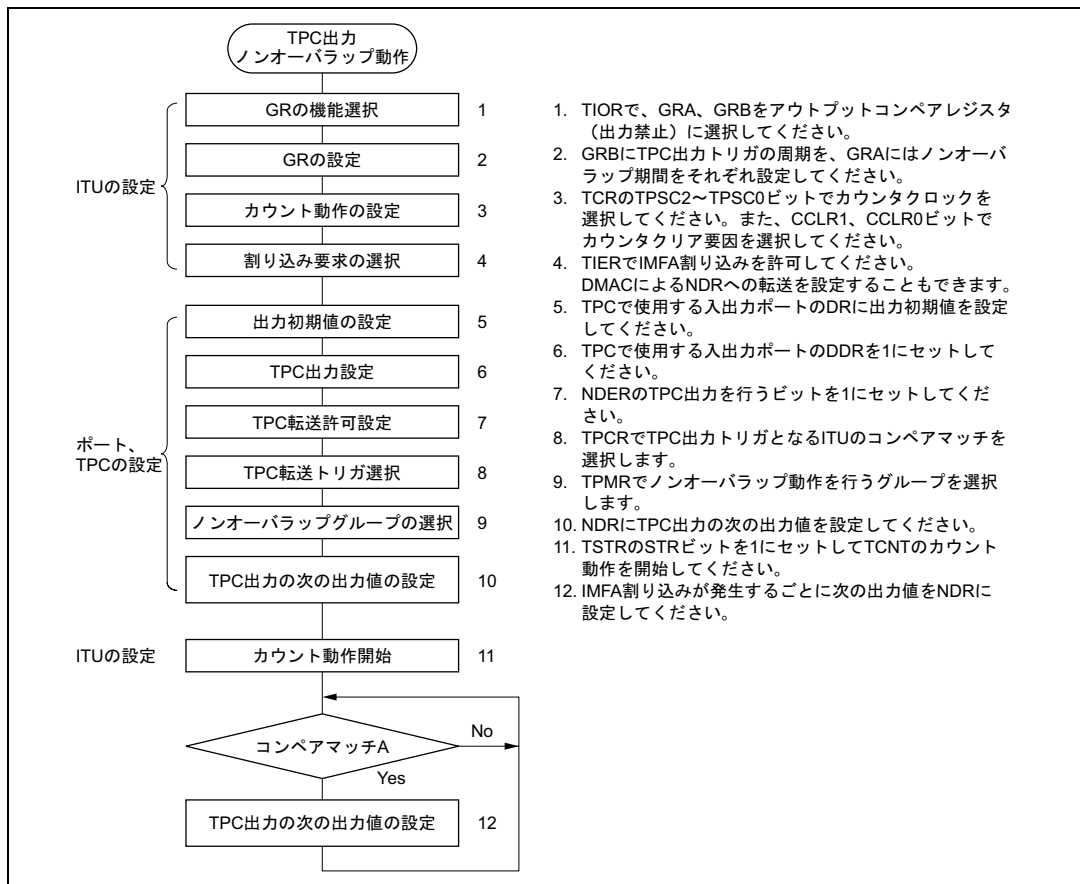 TPC出力
ノンオーバラップ動作
ITUの設定
GRの機能選択 1
GRの設定 2
カウント動作の設定 3
割り込み要求の選択 4
ポート、
TPCの設定
出力初期値の設定 5
TPC出力設定 6
TPC転送許可設定 7
TPC転送トリガ選択 8
ノンオーバラップグループの選択 9
TPC出力の次の出力値の設定 10
ITUの設定
カウント動作開始 11
コンペアマッチA
No
Yes
TPC出力の次の出力値の設定 12
1. TIORで、GRA、GRBをアウトプットコンペアレジスタ
（出力禁止）に選択してください。
2. GRBにTPC出力トリガの周期を、GRAにはノンオーバ
ラップ期間をそれぞれ設定してください。
3. TCRのTPSC2～TPSC0ビットでカウンタクロックを
選択してください。また、CCLR1、CCLR0ビットで
カウンタクリア要因を選択してください。
4. TIERでIMFA割り込みを許可してください。
DMACによるNDRへの転送を設定することもできます。
5. TPCで使用する入出力ポートのDRに出力初期値を設定
してください。
6. TPCで使用する入出力ポートのDDRを1にセットして
ください。
7. NDERのTPC出力を行うビットを1にセットしてくだ
さい。
8. TPCRでTPC出力トリガとなるITUのコンペアマッチを
選択します。
9. TPMRでノンオーバラップ動作を行うグループを選択
します。
10. NDRにTPC出力の次の出力値を設定してください。
11. TSTRのSTRビットを1にセットしてTCNTのカウント
動作を開始してください。
12. IMFA割り込みが発生するごとに次の出力値をNDRに
設定してください。